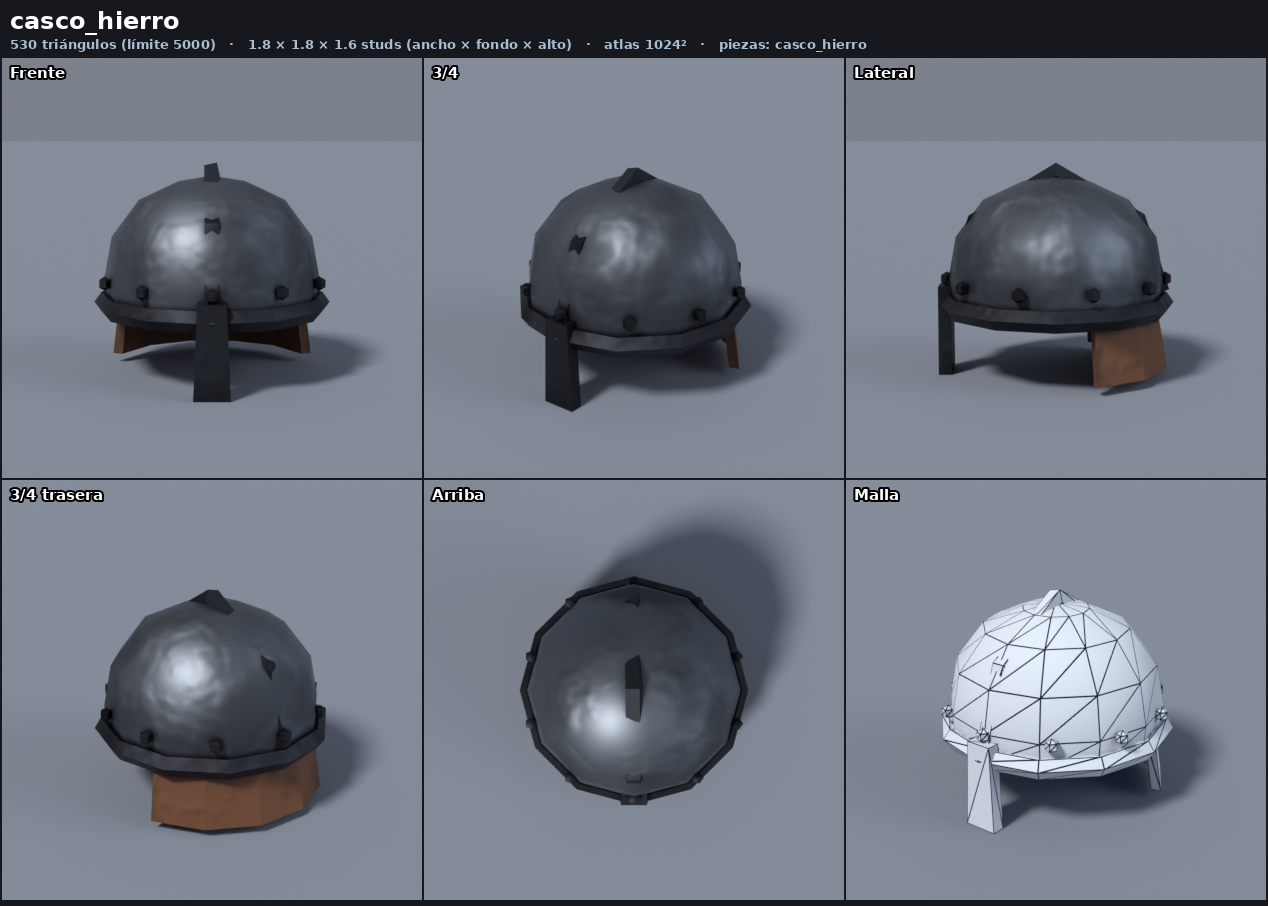 casco_hierro
530 triángulos (límite 5000) · 1.8 × 1.8 × 1.6 studs (ancho × fondo × alto) · atlas 1024² · piezas: casco_hierro
Frente
3/4
Lateral
3/4 trasera
Arriba
Malla